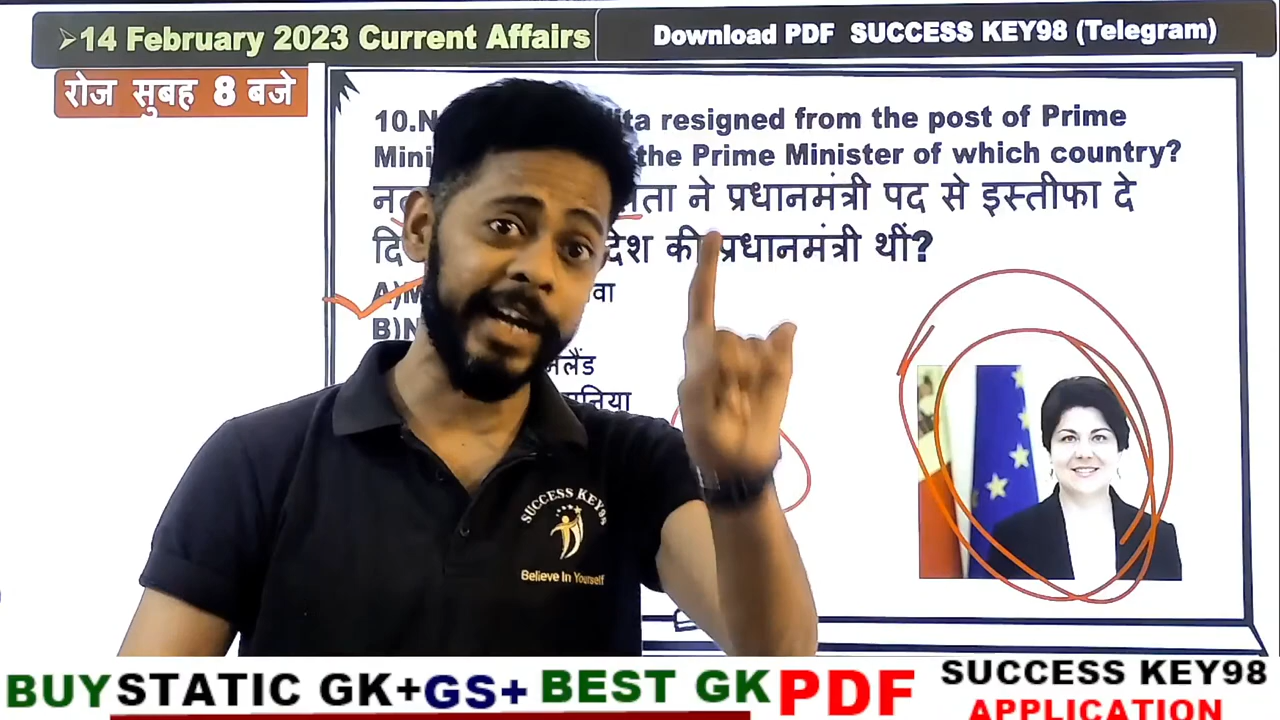 ➢14 February 2023 Current Affairs
Download PDF SUCCESS KEY98 (Telegram)
रोज सुबह 8 बजे
10.N ita resigned from the post of Prime
Mini the Prime Minister of which country?
ता ने प्रधानमंत्री पद से इस्तीफा दे
दि देश की प्रधानमंत्री थीं?
A)M वा
B)N
SUCCESS KEY98
Believe In Yourself
BUY STATIC GK+GS+ BEST GK PDF
SUCCESS KEY98
APPLICATION